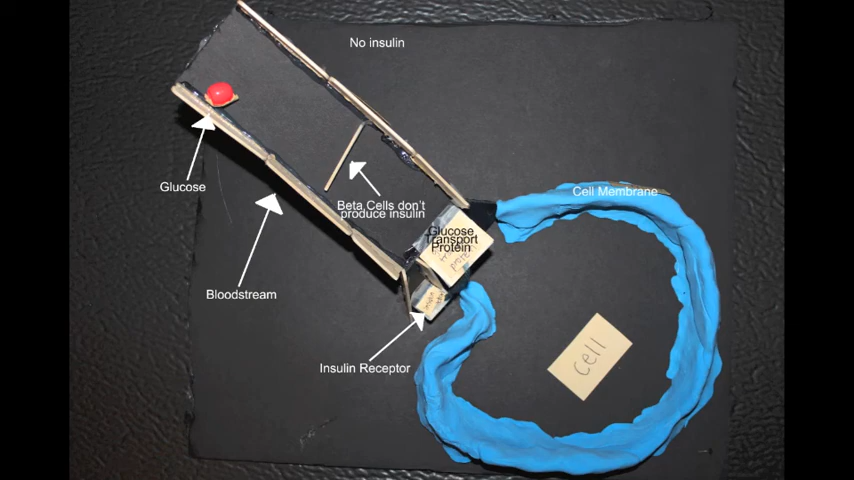 No insulin
Glucose
Beta Cells don't
produce insulin
Cell Membrane
Glucose
Transport
Protein
Bloodstream
Insulin Receptor
Cell